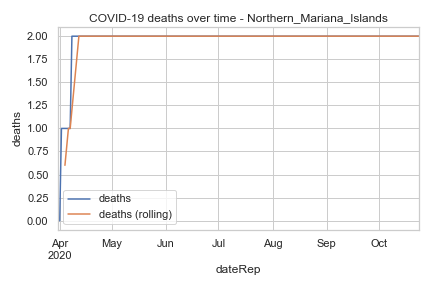 COVID-19 deaths over time - Northern_Mariana_Islands
deaths
2.00
1.75
1.50
1.25
1.00
0.75
0.50
0.25
0.00
deaths
deaths (rolling)
Apr May Jun Jul Aug Sep Oct
2020
dateRep